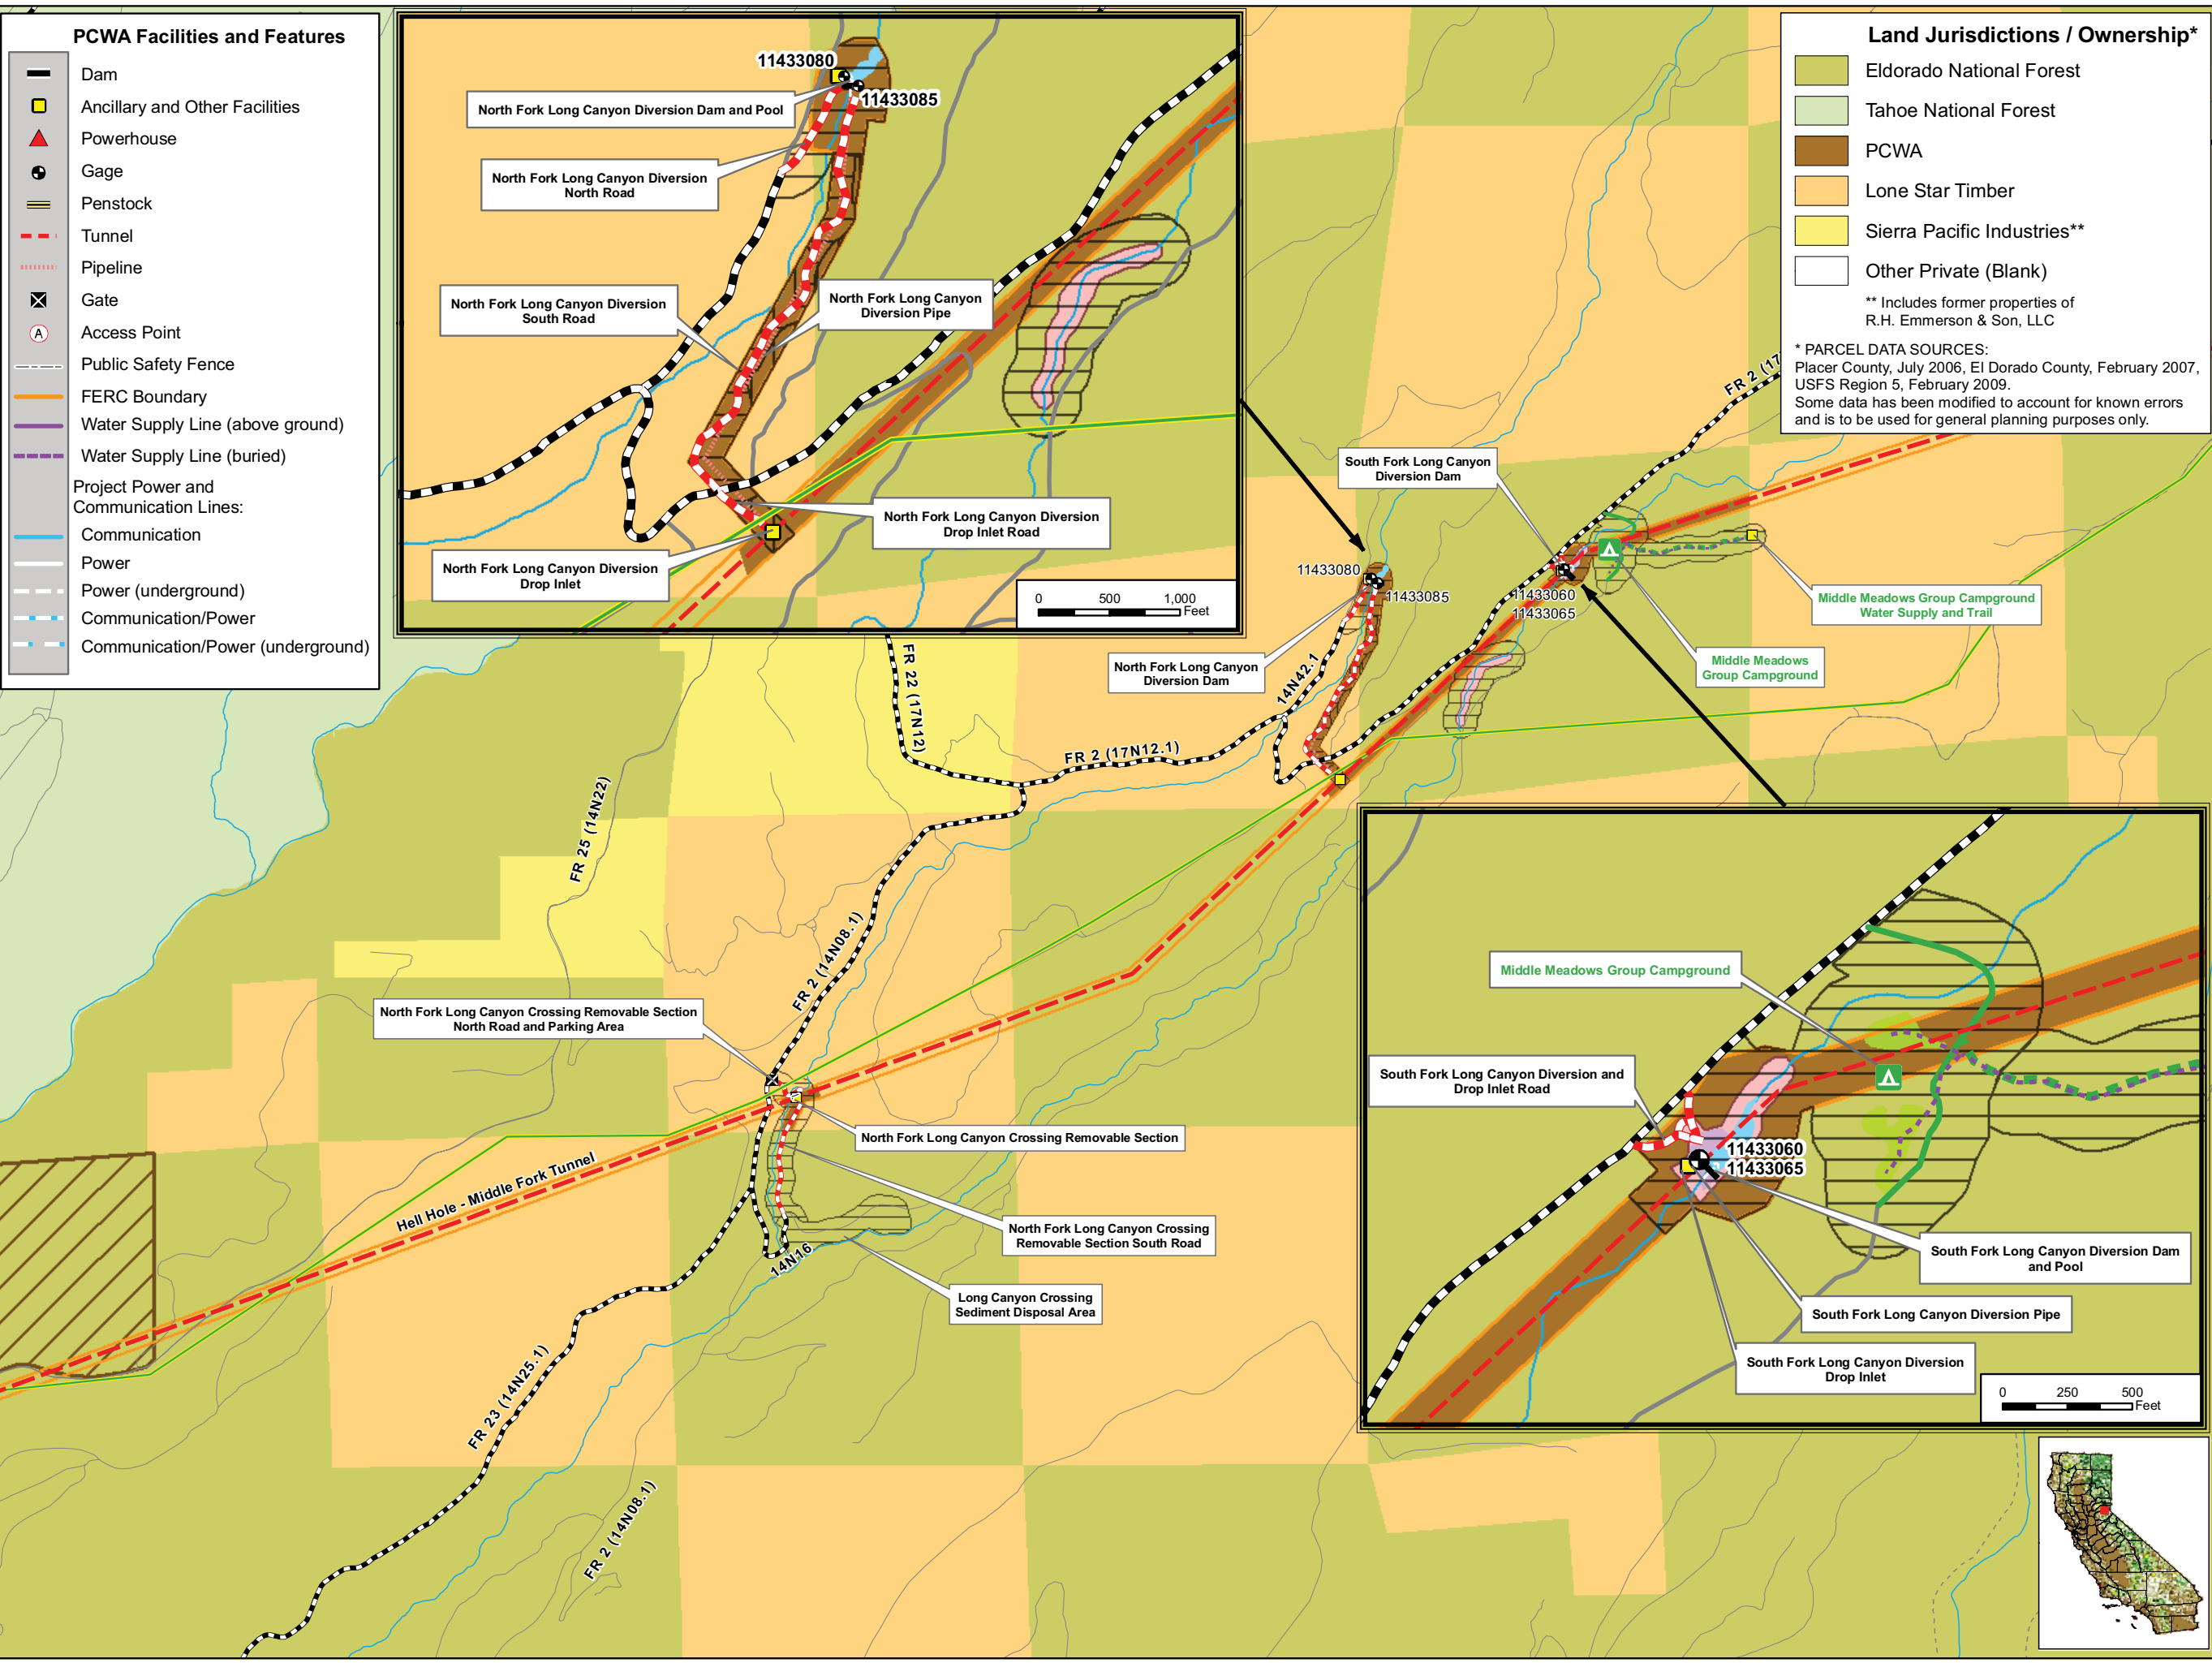 PCWA Facilities and Features
Dam
Ancillary and Other Facilities
Powerhouse
Gage
Penstock
Tunnel
Pipeline
Gate
A
Access Point
Public Safety Fence
FERC Boundary
Water Supply Line (above ground)
Water Supply Line (buried)
Project Power and
Communication Lines:
Communication
Power
Power (underground)
Communication/Power
Communication/Power (underground)
11433080
11433085
North Fork Long Canyon Diversion Dam and Pool
North Fork Long Canyon Diversion
North Road
North Fork Long Canyon Diversion
South Road
North Fork Long Canyon
Diversion Pipe
North Fork Long Canyon Diversion
Drop Inlet Road
North Fork Long Canyon Diversion
Drop Inlet
0 500 1,000
Feet
Land Jurisdictions / Ownership*
Eldorado National Forest
Tahoe National Forest
PCWA
Lone Star Timber
Sierra Pacific Industries**
Other Private (Blank)
** Includes former properties of
R.H. Emmerson & Son, LLC
* PARCEL DATA SOURCES:
Placer County, July 2006, El Dorado County, February 2007,
USFS Region 5, February 2009.
Some data has been modified to account for known errors
and is to be used for general planning purposes only.
FR 2 (17
South Fork Long Canyon
Diversion Dam
11433080
11433085
11433060
11433065
Middle Meadows Group Campground
Water Supply and Trail
Middle Meadows
Group Campground
North Fork Long Canyon
Diversion Dam
14N42.1
FR 22 (17N12)
FR 2 (17N12.1)
FR 25 (14N22)
FR 2 (14N08.1)
North Fork Long Canyon Crossing Removable Section
North Road and Parking Area
North Fork Long Canyon Crossing Removable Section
Hell Hole - Middle Fork Tunnel
North Fork Long Canyon Crossing
Removable Section South Road
14N16
Long Canyon Crossing
Sediment Disposal Area
FR 23 (14N25.1)
FR 2 (14N08.1)
Middle Meadows Group Campground
South Fork Long Canyon Diversion and
Drop Inlet Road
11433060
11433065
South Fork Long Canyon Diversion Dam
and Pool
South Fork Long Canyon Diversion Pipe
South Fork Long Canyon Diversion
Drop Inlet
0 250 500
Feet